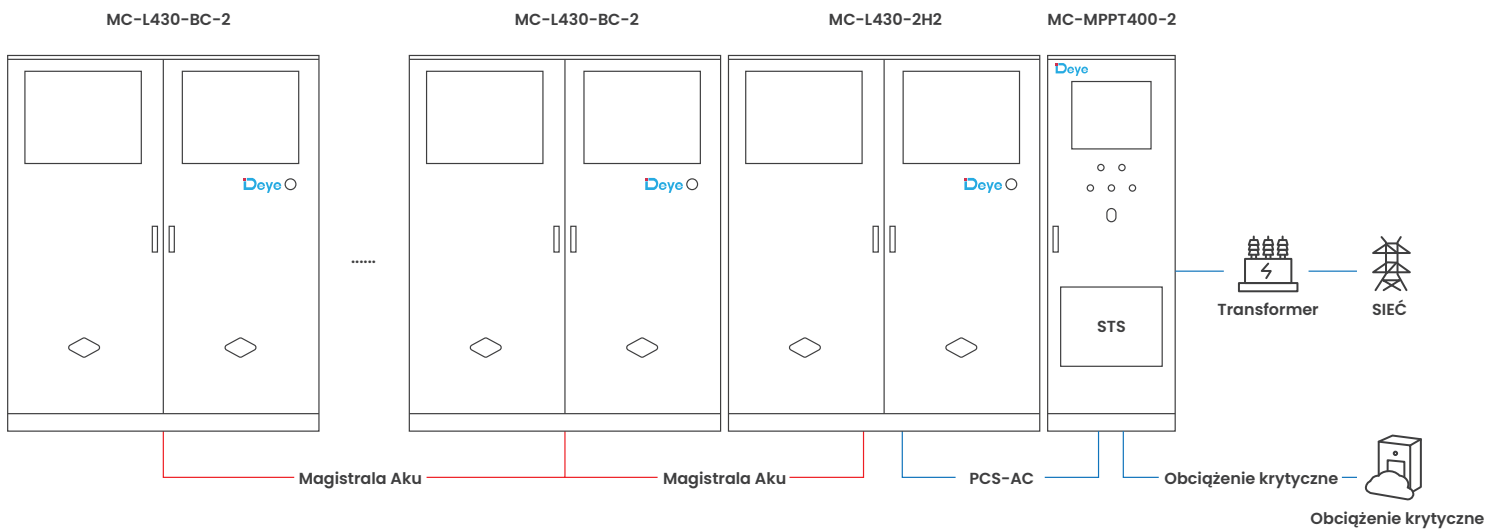 MC-L430-BC-2
MC-L430-BC-2
MC-L430-2H2
MC-MPPT400-2
Deye
Deye
Deye
Deye
......
STS
Transformer
SIEĆ
Magistrala Aku
Magistrala Aku
PCS-AC
Obciążenie krytyczne
Obciążenie krytyczne